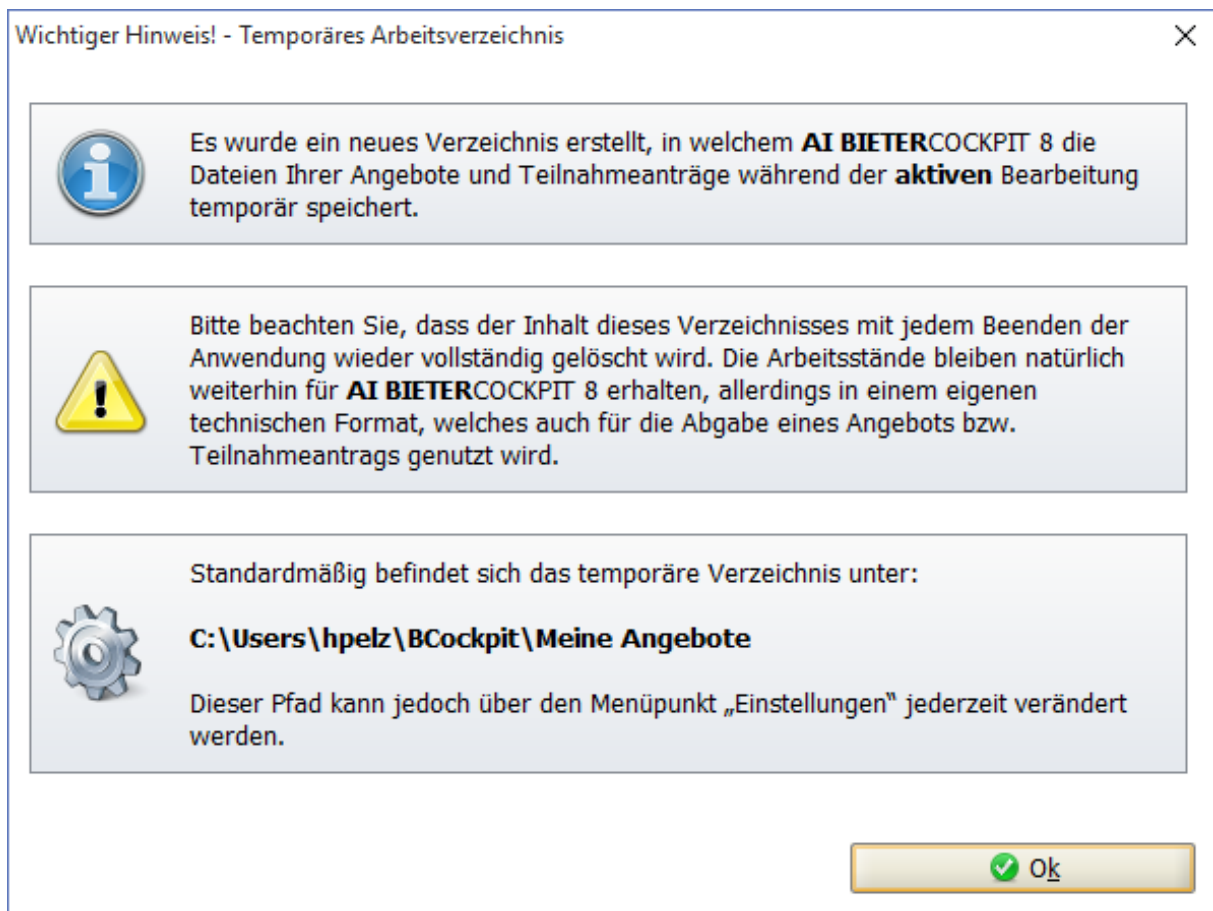 Wichtiger Hinweis! - Temporäres Arbeitsverzeichnis
Es wurde ein neues Verzeichnis erstellt, in welchem AI BIETERCOCKPIT 8 die
Dateien Ihrer Angebote und Teilnahmeanträge während der aktiven Bearbeitung
temporär speichert.
Bitte beachten Sie, dass der Inhalt dieses Verzeichnisses mit jedem Beenden der
Anwendung wieder vollständig gelöscht wird. Die Arbeitsstände bleiben natürlich
weiterhin für AI BIETERCOCKPIT 8 erhalten, allerdings in einem eigenen
technischen Format, welches auch für die Abgabe eines Angebots bzw.
Teilnahmeantrags genutzt wird.
Standardmäßig befindet sich das temporäre Verzeichnis unter:
C:\Users\hpelz\BCockpit\Meine Angebote
Dieser Pfad kann jedoch über den Menüpunkt „Einstellungen“ jederzeit verändert
werden.
Ok